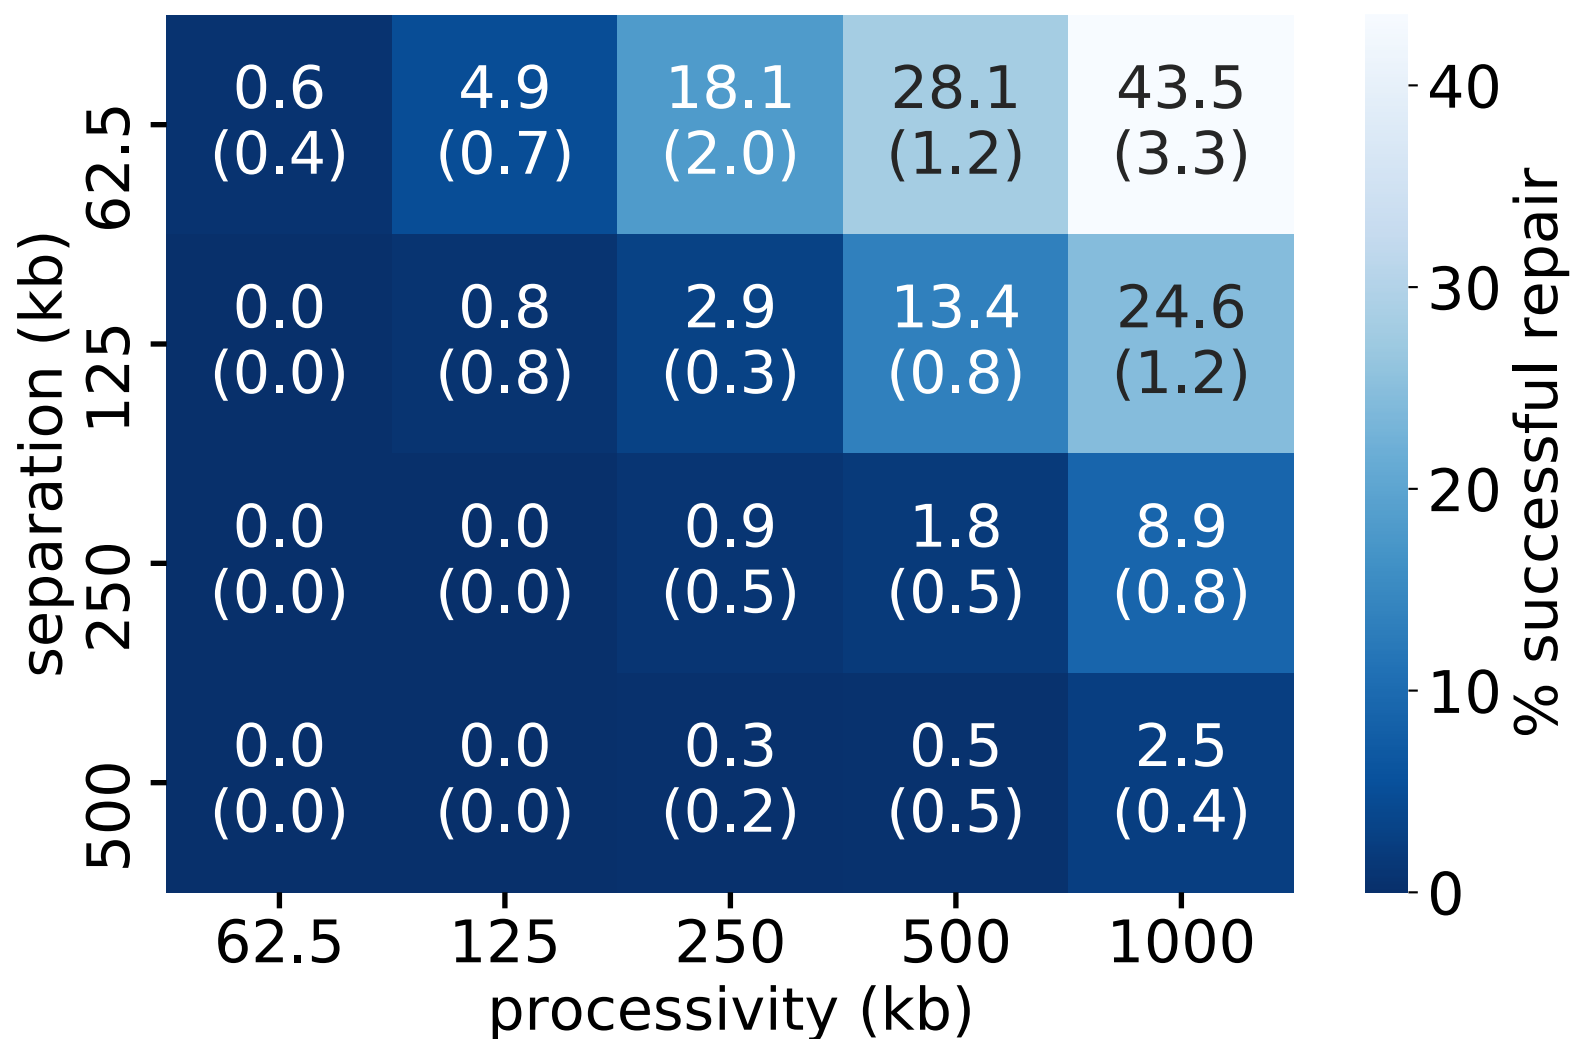 0.6 4.9 18.1 28.1 43.5
(0.4) (0.7) (2.0) (1.2) (3.3)
0.0 0.8 2.9 13.4 24.6
(0.0) (0.8) (0.3) (0.8) (1.2)
0.0 0.0 0.9 1.8 8.9
(0.0) (0.0) (0.5) (0.5) (0.8)
0.0 0.0 0.3 0.5 2.5
(0.0) (0.0) (0.2) (0.5) (0.4)
62.5
125
250
500
separation (kb)
62.5 125 250 500 1000
processivity (kb)
40
30
20
10
0
% successful repair